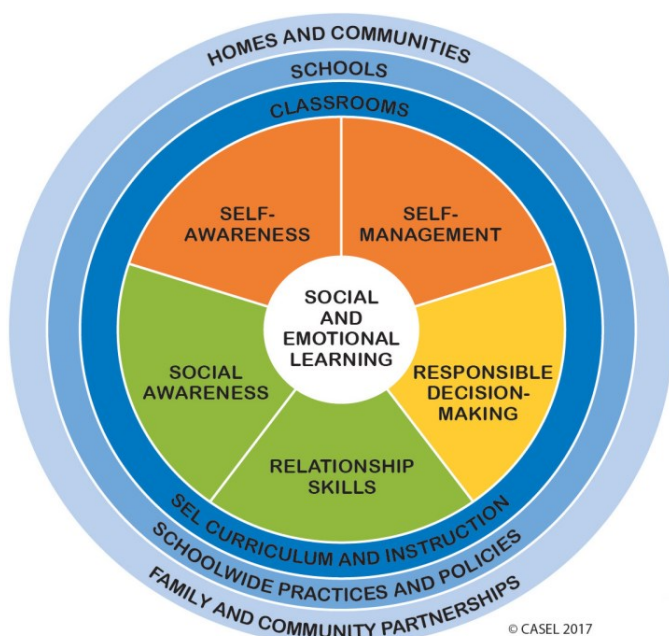 HOMES AND COMMUNITIES
SCHOOLS
CLASSROOMS
SELF-
AWARENESS
SELF-
MANAGEMENT
SOCIAL
AND
EMOTIONAL
LEARNING
SOCIAL
AWARENESS
RESPONSIBLE
DECISION-
MAKING
RELATIONSHIP
SKILLS
SEL CURRICULUM AND INSTRUCTION
SCHOOLWIDE PRACTICES AND POLICIES
FAMILY AND COMMUNITY PARTNERSHIPS
© CASEL 2017